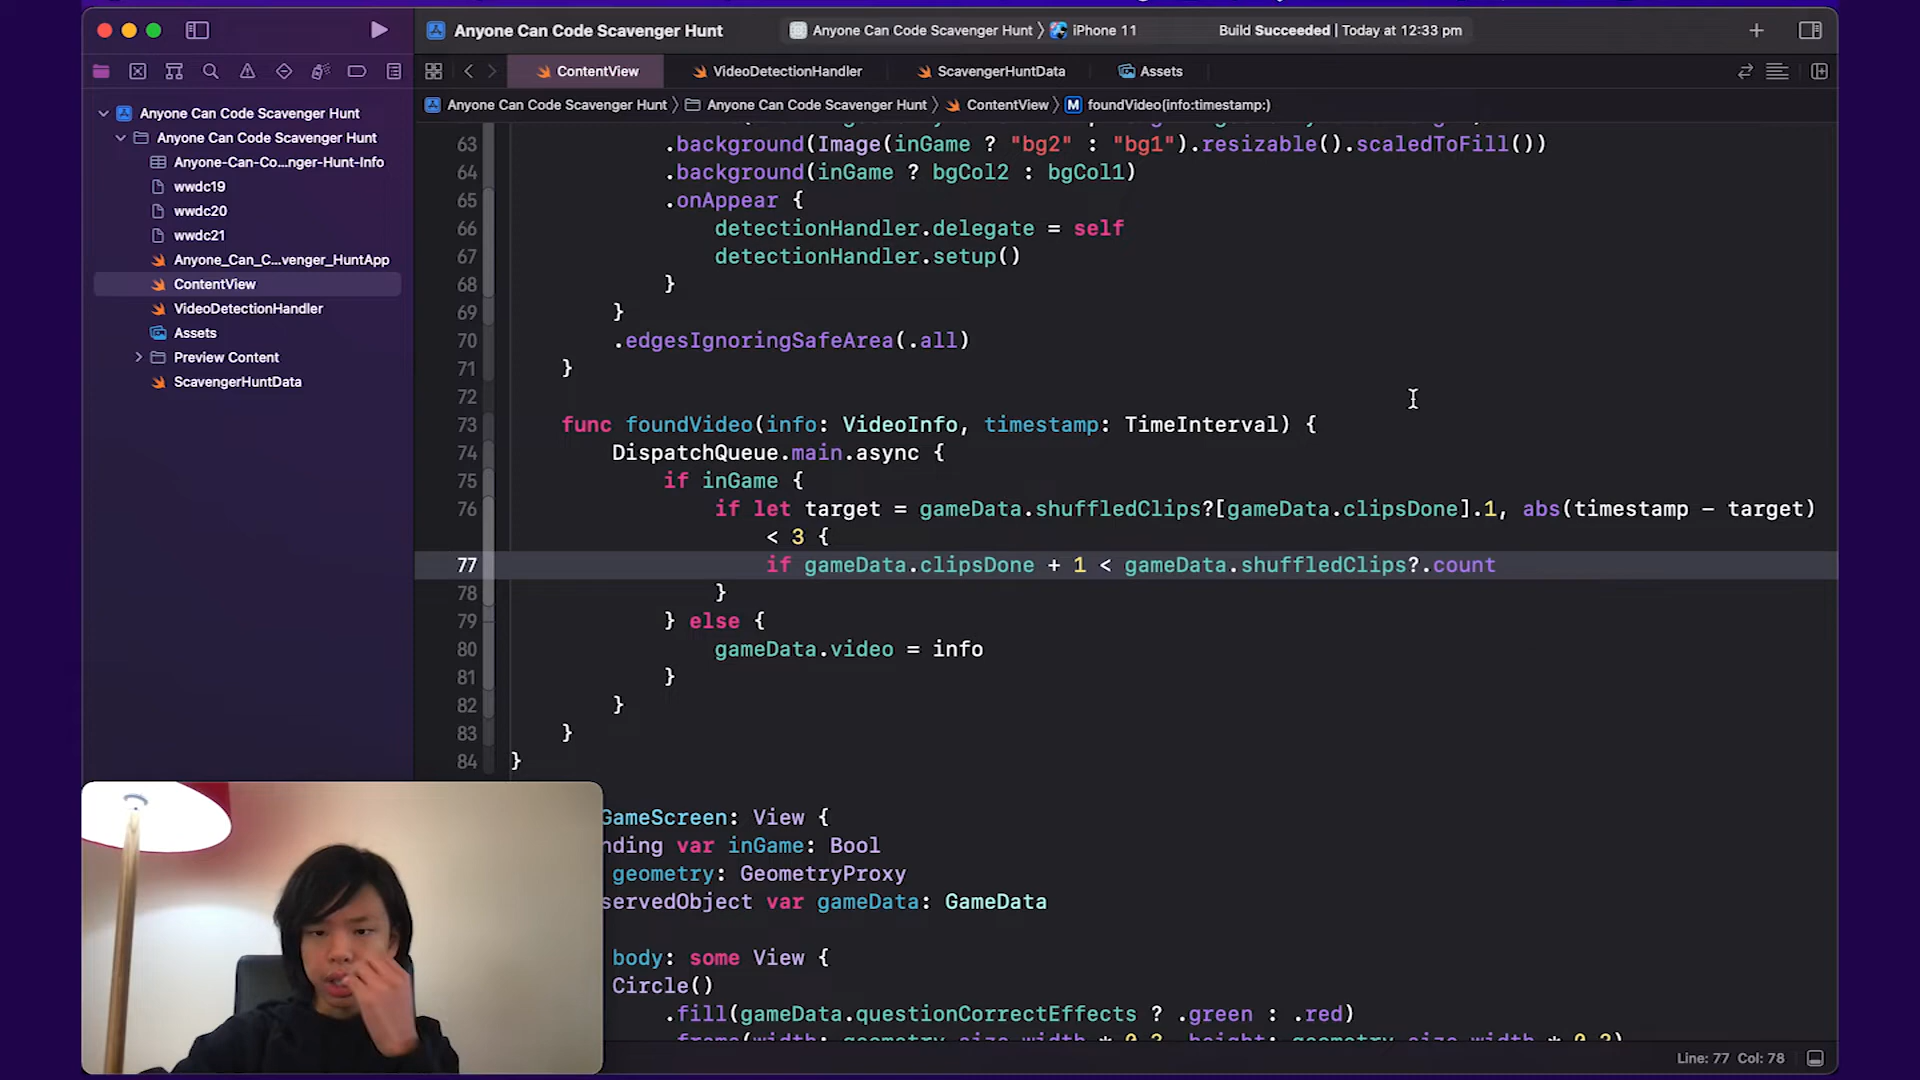 Anyone Can Code Scavenger Hunt
Anyone Can Code Scavenger Hunt 〉 iPhone 11
Build Succeeded | Today at 12:33 pm
ContentView
VideoDetectionHandler
ScavengerHuntData
Assets
Anyone Can Code Scavenger Hunt 〉 Anyone Can Code Scavenger Hunt 〉 ContentView 〉 M foundVideo(info:timestamp:)
Anyone Can Code Scavenger Hunt
Anyone Can Code Scavenger Hunt
Anyone-Can-Co...nger-Hunt-Info
wwdc19
wwdc20
wwdc21
Anyone_Can_C...venger_HuntApp
ContentView
VideoDetectionHandler
Assets
Preview Content
ScavengerHuntData
63 .background(Image(inGame ? "bg2" : "bg1").resizable().scaledToFill())
64 .background(inGame ? bgCol2 : bgCol1)
65 .onAppear {
66 detectionHandler.delegate = self
67 detectionHandler.setup()
68 }
69 }
70 .edgesIgnoringSafeArea(.all)
71 }
72
73 func foundVideo(info: VideoInfo, timestamp: TimeInterval) {
74 DispatchQueue.main.async {
75 if inGame {
76 if let target = gameData.shuffledClips?[gameData.clipsDone].1, abs(timestamp - target)
< 3 {
77 if gameData.clipsDone + 1 < gameData.shuffledClips?.count
78 }
79 } else {
80 gameData.video = info
81 }
82 }
83 }
84 }
GameScreen: View {
nding var inGame: Bool
geometry: GeometryProxy
servedObject var gameData: GameData
body: some View {
Circle()
.fill(gameData.questionCorrectEffects ? .green : .red)
Line: 77 Col: 78